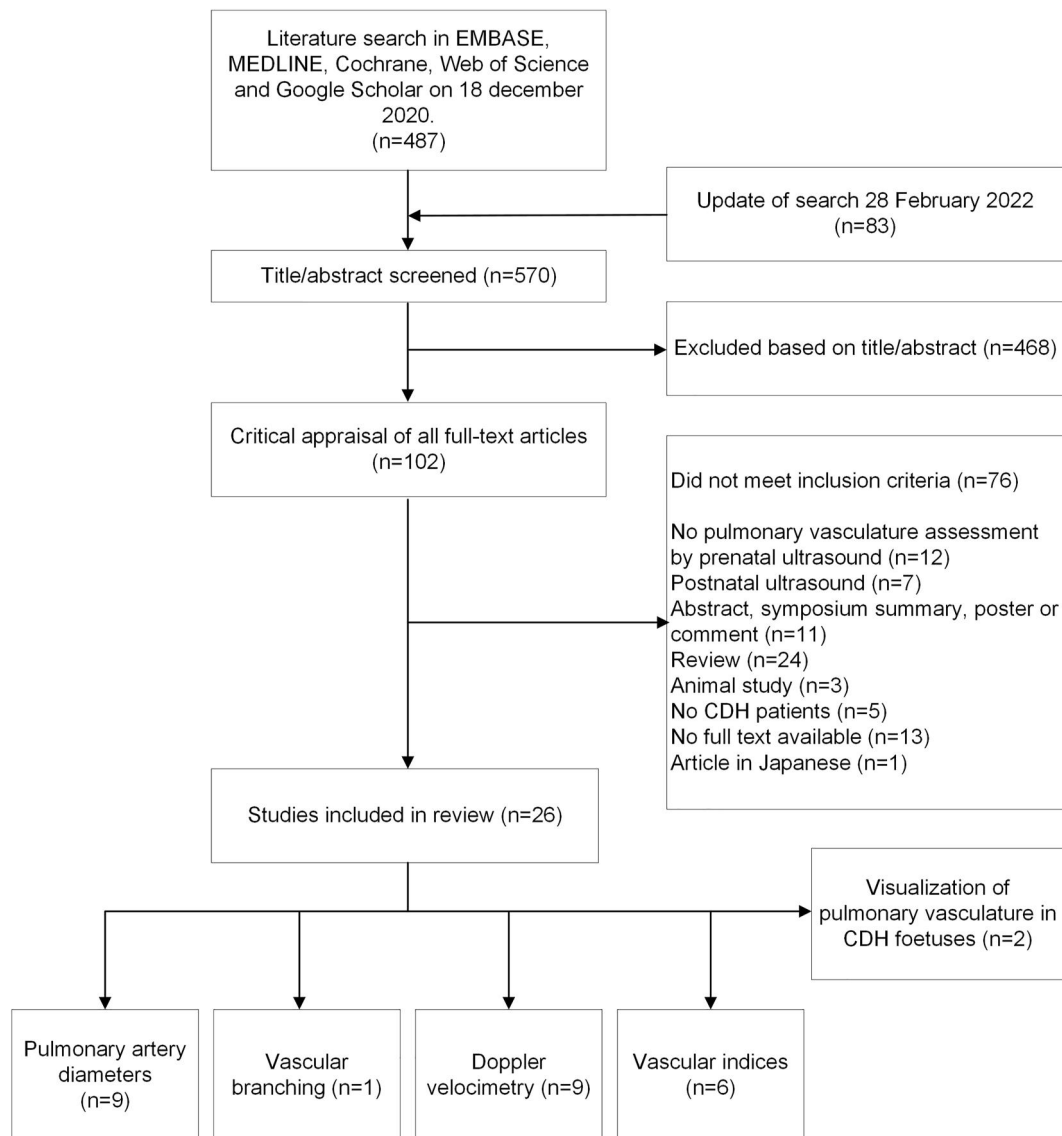 Literature search in EMBASE,
MEDLINE, Cochrane, Web of Science
and Google Scholar on 18 december
2020.
(n=487)
Update of search 28 February 2022
(n=83)
Title/abstract screened (n=570)
Excluded based on title/abstract (n=468)
Critical appraisal of all full-text articles
(n=102)
Did not meet inclusion criteria (n=76)
No pulmonary vasculature assessment
by prenatal ultrasound (n=12)
Postnatal ultrasound (n=7)
Abstract, symposium summary, poster or
comment (n=11)
Review (n=24)
Animal study (n=3)
No CDH patients (n=5)
No full text available (n=13)
Article in Japanese (n=1)
Studies included in review (n=26)
Visualization of
pulmonary vasculature in
CDH foetuses (n=2)
Pulmonary artery
diameters
(n=9)
Vascular
branching (n=1)
Doppler
velocimetry (n=9)
Vascular indices
(n=6)